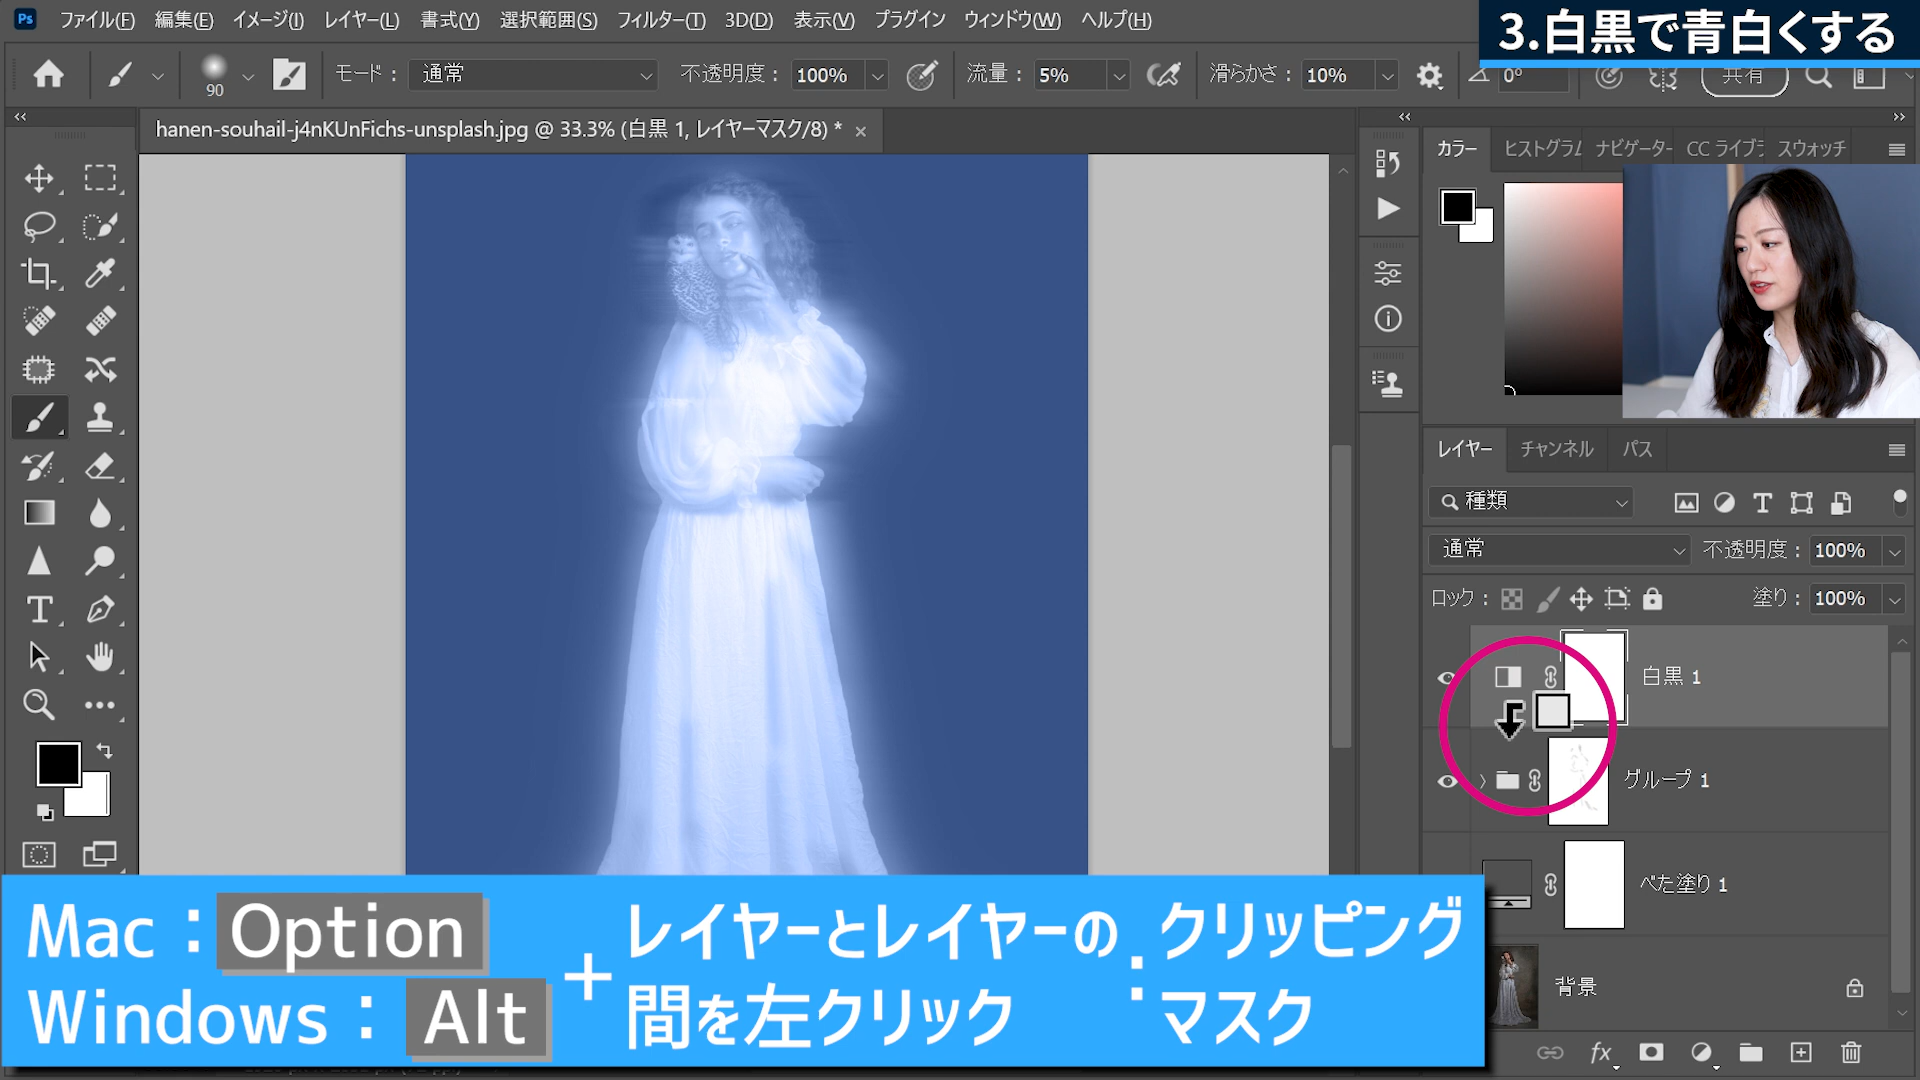 Ps ファイル(F) 編集(E) イメージ(I) レイヤー(L) 書式(Y) 選択範囲(S) フィルター(T) 3D(D) 表示(V) プラグイン ウィンドウ(W) ヘルプ(H)
3.白黒で青白くする
90 モード： 通常 不透明度： 100% 流量： 5% 滑らかさ： 10% 0° 共有
hanen-souhail-j4nKUnFichs-unsplash.jpg @ 33.3% (白黒 1, レイヤーマスク/8) * ×
カラー ヒストグラム ナビゲーター CC ライブラ スウォッチ
レイヤー チャンネル パス
種類
通常 不透明度： 100%
ロック： 塗り： 100%
白黒 1
グループ 1
べた塗り 1
背景
fx
Mac：Option
Windows：Alt
+
レイヤーとレイヤーの
間を左クリック
：
クリッピング
マスク